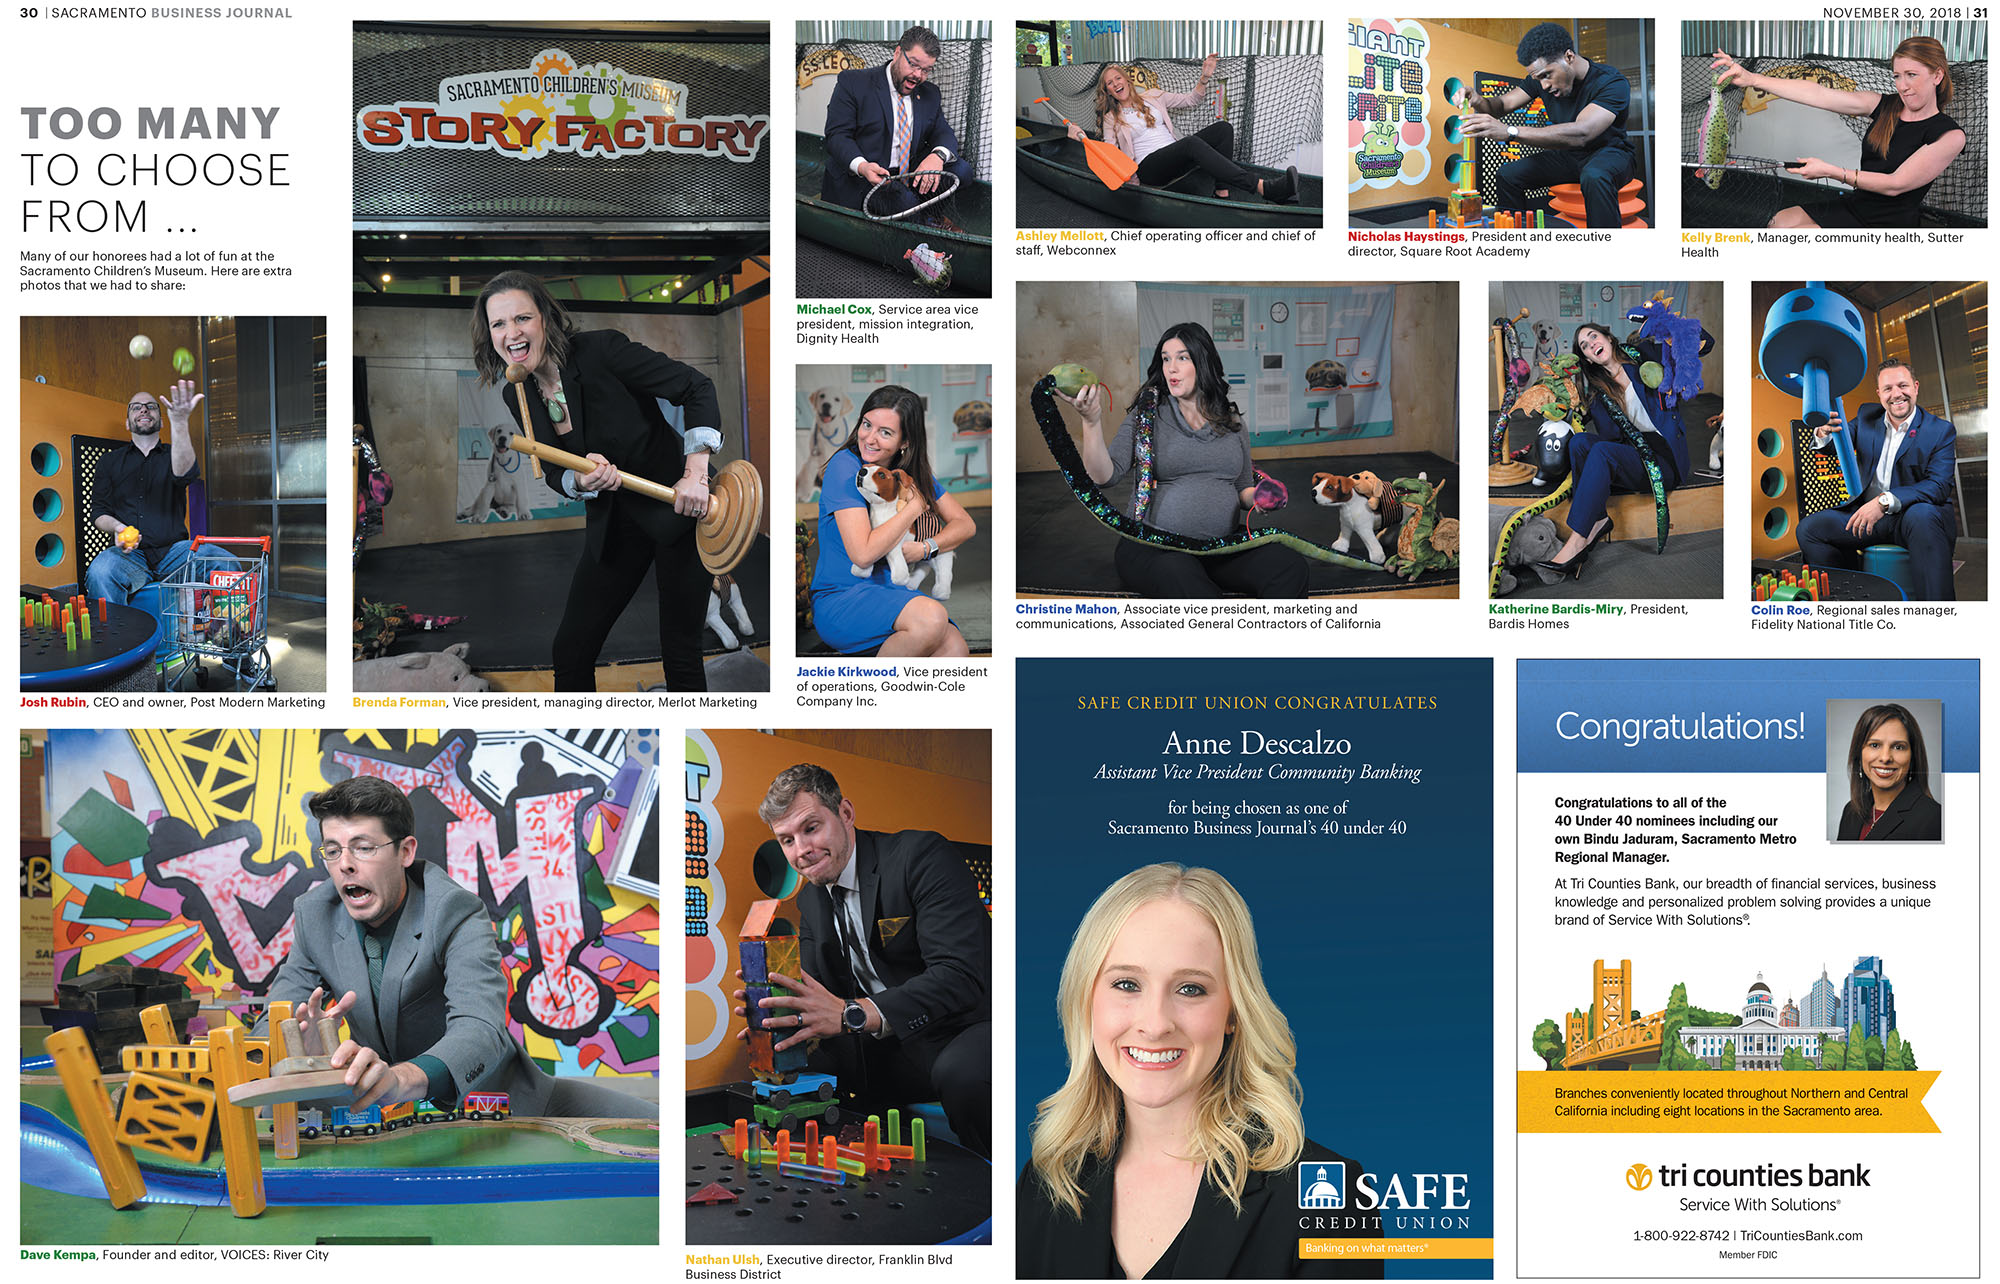 30 | SACRAMENTO BUSINESS JOURNAL
NOVEMBER 30, 2018 | 31
TOO MANY
TO CHOOSE
FROM ...
Many of our honorees had a lot of fun at the
Sacramento Children's Museum. Here are extra
photos that we had to share:
CHEEZ-IT
Josh Rubin, CEO and owner, Post Modern Marketing
SACRAMENTO CHILDREN'S MUSEUM
STORY FACTORY
Brenda Forman, Vice president, managing director, Merlot Marketing
S.S. LEO
Michael Cox, Service area vice
president, mission integration,
Dignity Health
Jackie Kirkwood, Vice president
of operations, Goodwin-Cole
Company Inc.
Dave Kempa, Founder and editor, VOICES: River City
Nathan Ulsh, Executive director, Franklin Blvd
Business District
Ashley Mellott, Chief operating officer and chief of
staff, Webconnex
GIANT
LITE
BRITE
Sacramento
Children's
Museum
Nicholas Haystings, President and executive
director, Square Root Academy
Kelly Brenk, Manager, community health, Sutter
Health
Christine Mahon, Associate vice president, marketing and
communications, Associated General Contractors of California
Katherine Bardis-Miry, President,
Bardis Homes
Colin Roe, Regional sales manager,
Fidelity National Title Co.
SAFE CREDIT UNION CONGRATULATES
Anne Descalzo
Assistant Vice President Community Banking
for being chosen as one of
Sacramento Business Journal's 40 under 40
SAFE
CREDIT UNION
Banking on what matters®
Congratulations!
Congratulations to all of the
40 Under 40 nominees including our
own Bindu Jaduram, Sacramento Metro
Regional Manager.
At Tri Counties Bank, our breadth of financial services, business
knowledge and personalized problem solving provides a unique
brand of Service With Solutions®.
Branches conveniently located throughout Northern and Central
California including eight locations in the Sacramento area.
tri counties bank
Service With Solutions®
1-800-922-8742 | TriCountiesBank.com
Member FDIC